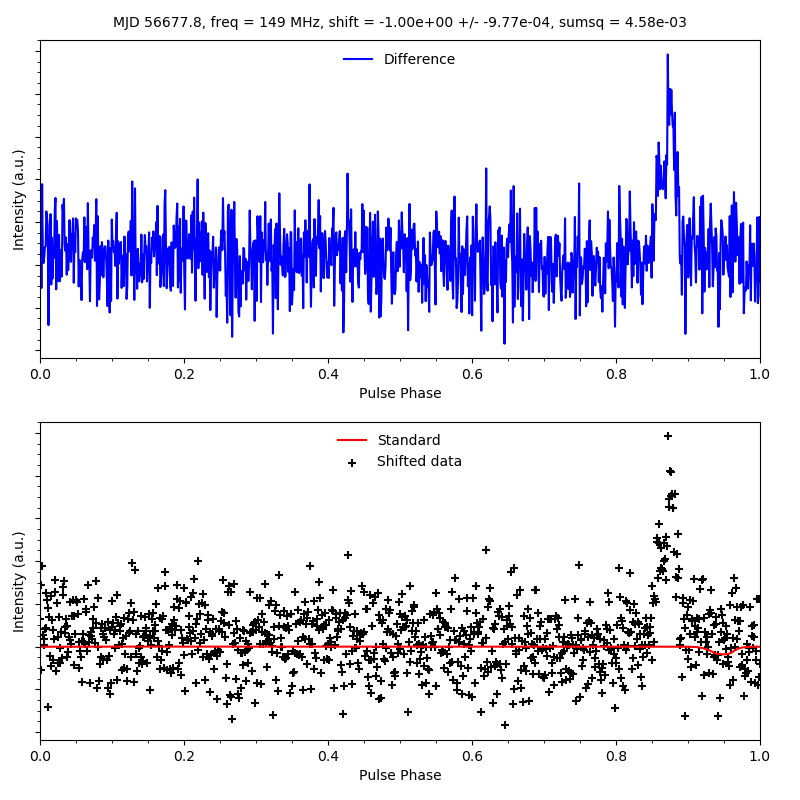 MJD 56677.8, freq = 149 MHz, shift = -1.00e+00 +/- -9.77e-04, sumsq = 4.58e-03
Difference
Intensity (a.u.)
0.0 0.2 0.4 0.6 0.8 1.0
Pulse Phase
Standard
Shifted data
Intensity (a.u.)
0.0 0.2 0.4 0.6 0.8 1.0
Pulse Phase